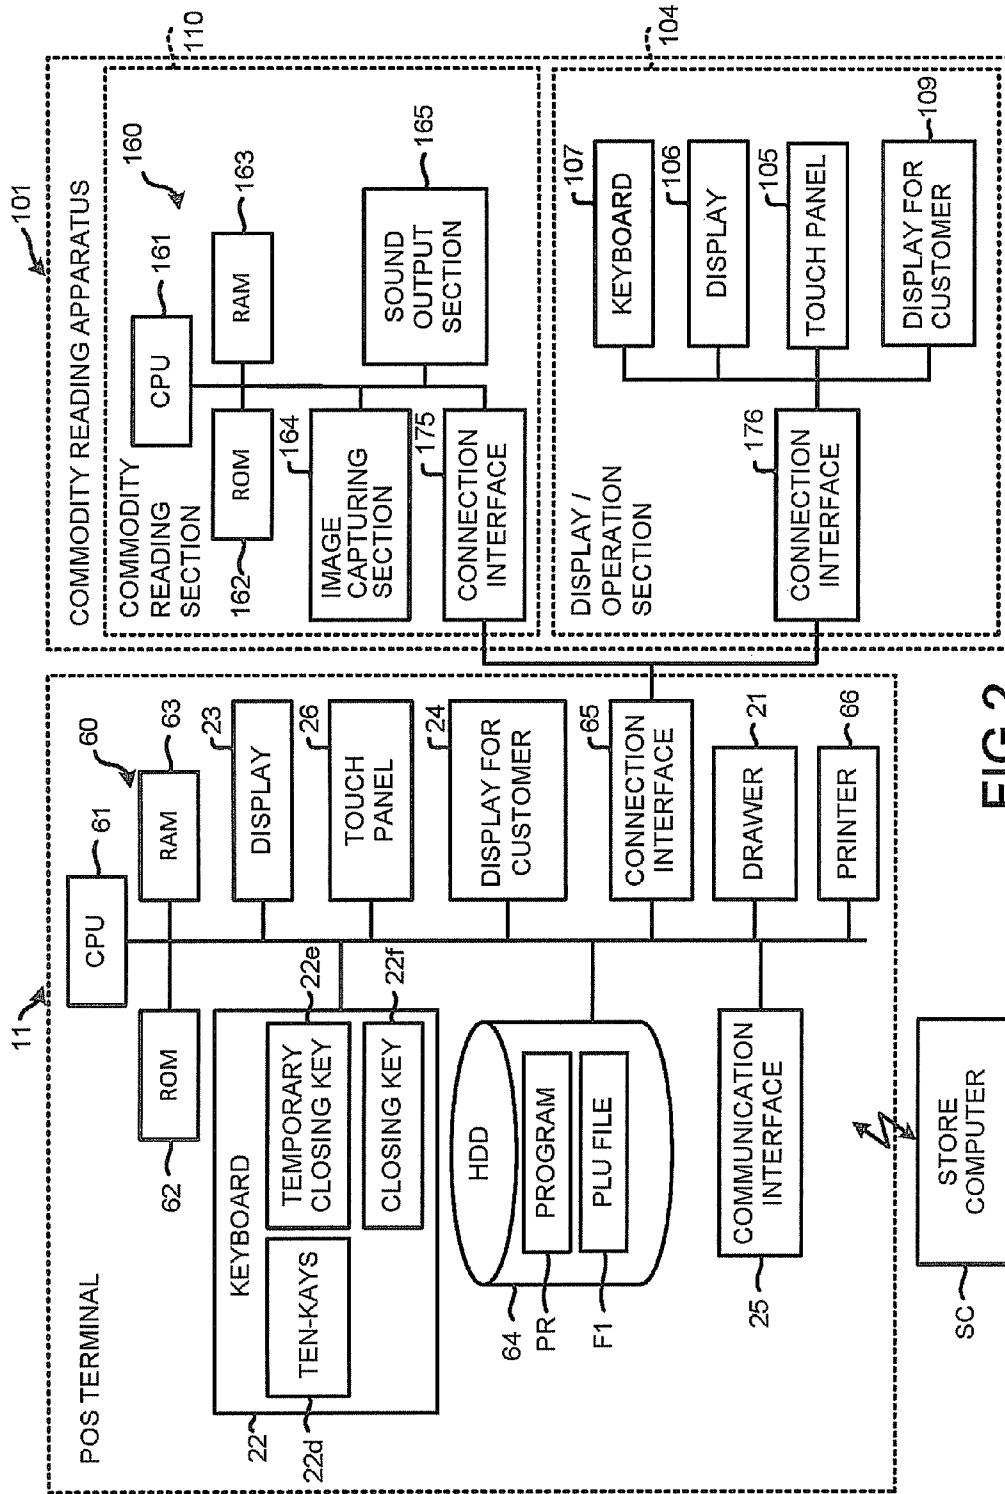 11
POS TERMINAL
CPU
61
60
ROM
62
RAM
63
KEYBOARD
22
TEN-KAYS
22d
TEMPORARY
CLOSING KEY
22e
CLOSING KEY
22f
DISPLAY
23
TOUCH
PANEL
26
DISPLAY FOR
CUSTOMER
24
HDD
64
PROGRAM
PR
PLU FILE
F1
CONNECTION
INTERFACE
65
COMMUNICATION
INTERFACE
25
DRAWER
21
PRINTER
66
STORE
COMPUTER
SC
101
COMMODITY READING APPARATUS
110
COMMODITY
READING
SECTION
CPU
161
160
ROM
162
RAM
163
IMAGE
CAPTURING
SECTION
164
SOUND
OUTPUT
SECTION
165
CONNECTION
INTERFACE
175
104
DISPLAY /
OPERATION
SECTION
KEYBOARD
107
DISPLAY
106
TOUCH PANEL
105
DISPLAY FOR
CUSTOMER
109
CONNECTION
INTERFACE
176
FIG.2